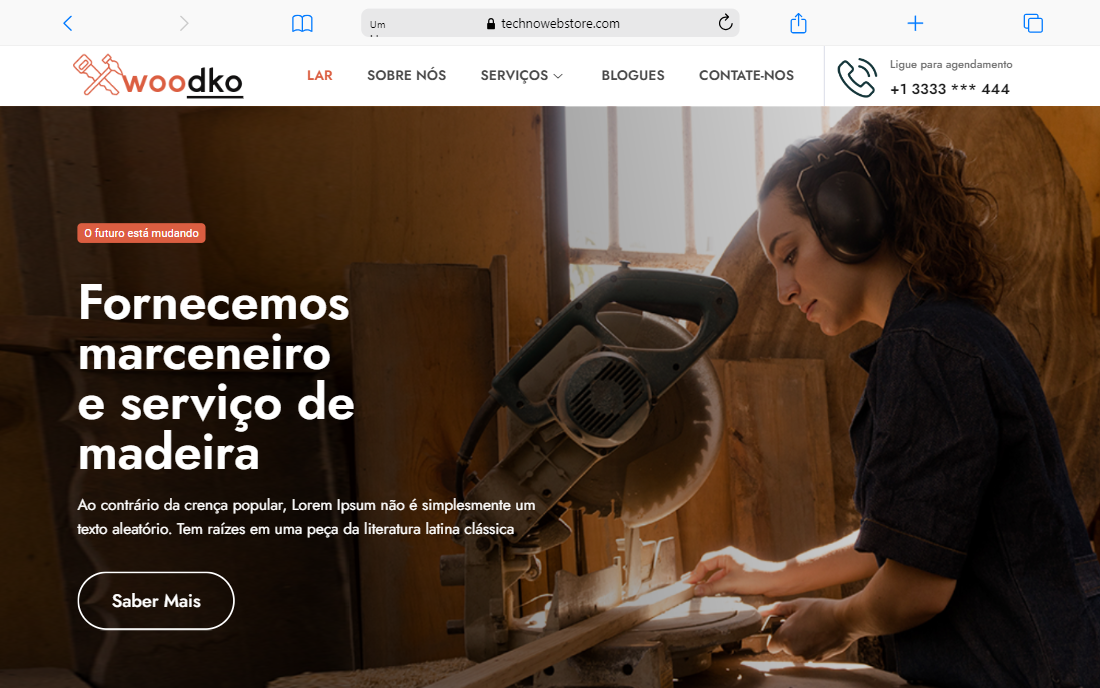 Um
technowebstore.com
woodko
LAR
SOBRE NÓS
SERVIÇOS
BLOGUES
CONTATE-NOS
Ligue para agendamento
+1 3333 *** 444
O futuro está mudando
Fornecemos
marceneiro
e serviço de
madeira
Ao contrário da crença popular, Lorem Ipsum não é simplesmente um
texto aleatório. Tem raízes em uma peça da literatura latina clássica
Saber Mais